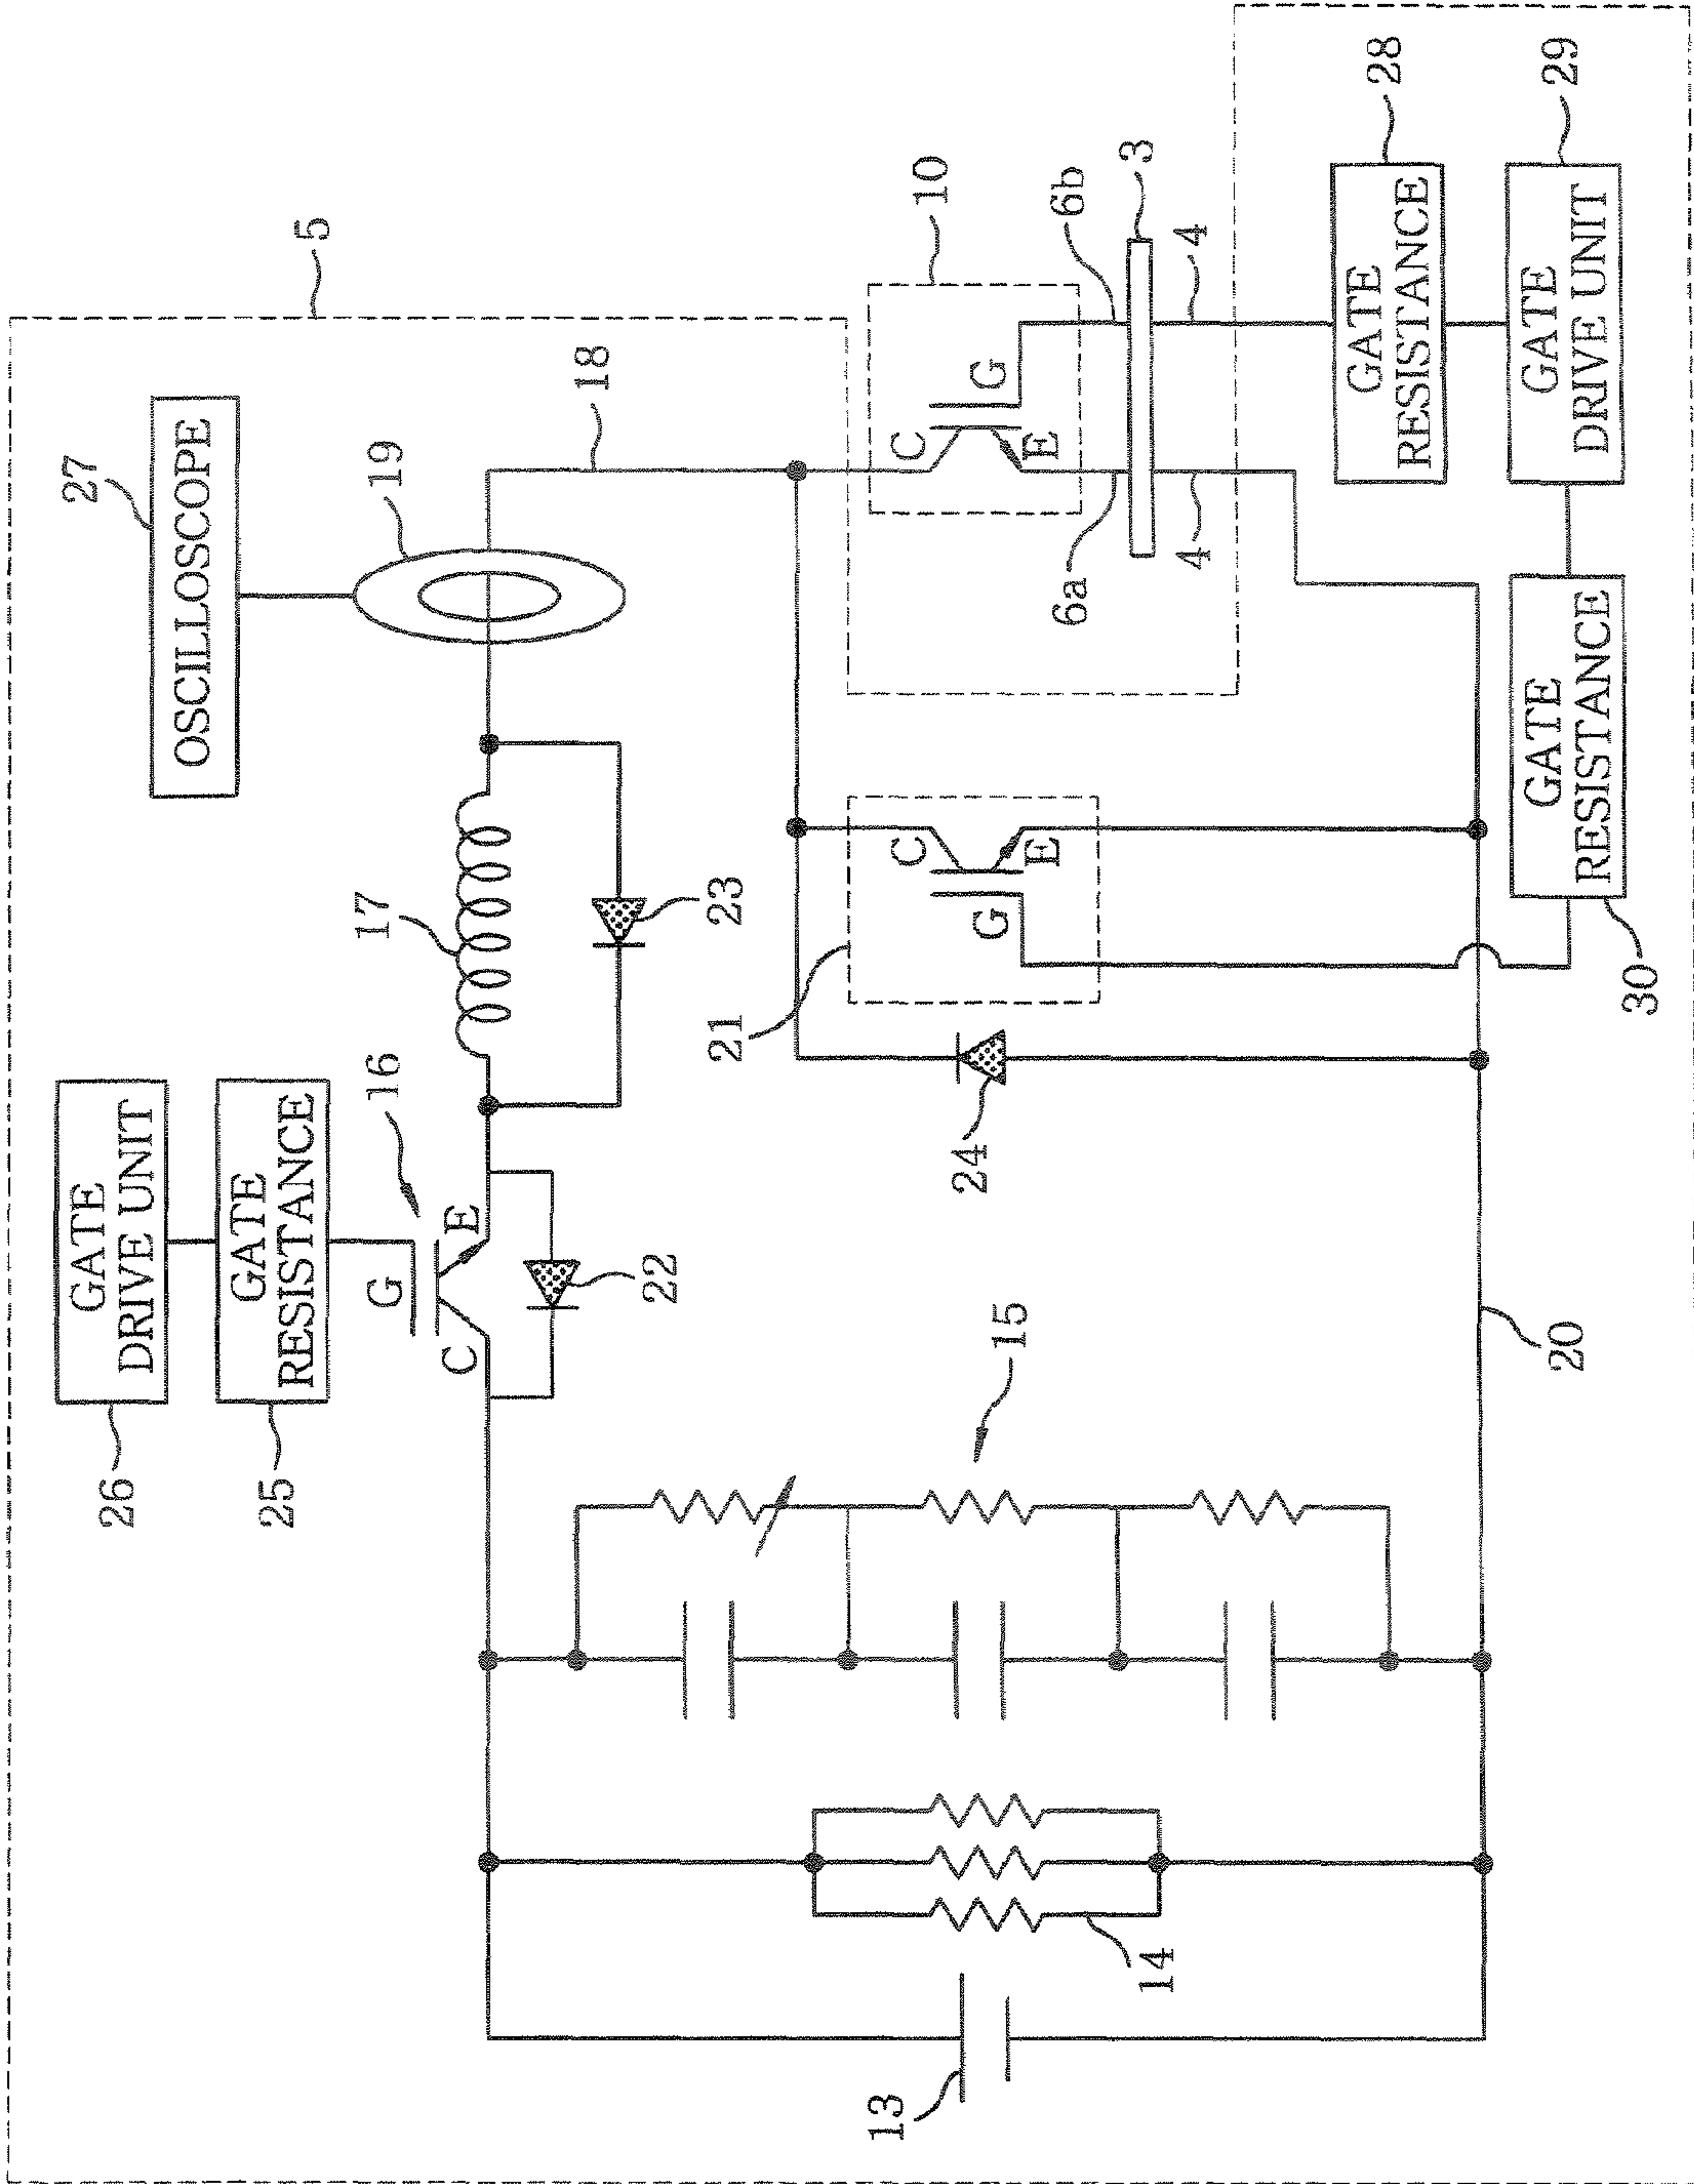 5
27
OSCILLOSCOPE
19
18
GATE
DRIVE UNIT
26
GATE
RESISTANCE
25
16
G
C
E
22
17
23
10
C
G
E
6b
6a
3
4
4
21
C
G
E
24
15
14
13
20
28
GATE
RESISTANCE
29
GATE
DRIVE UNIT
GATE
RESISTANCE
30